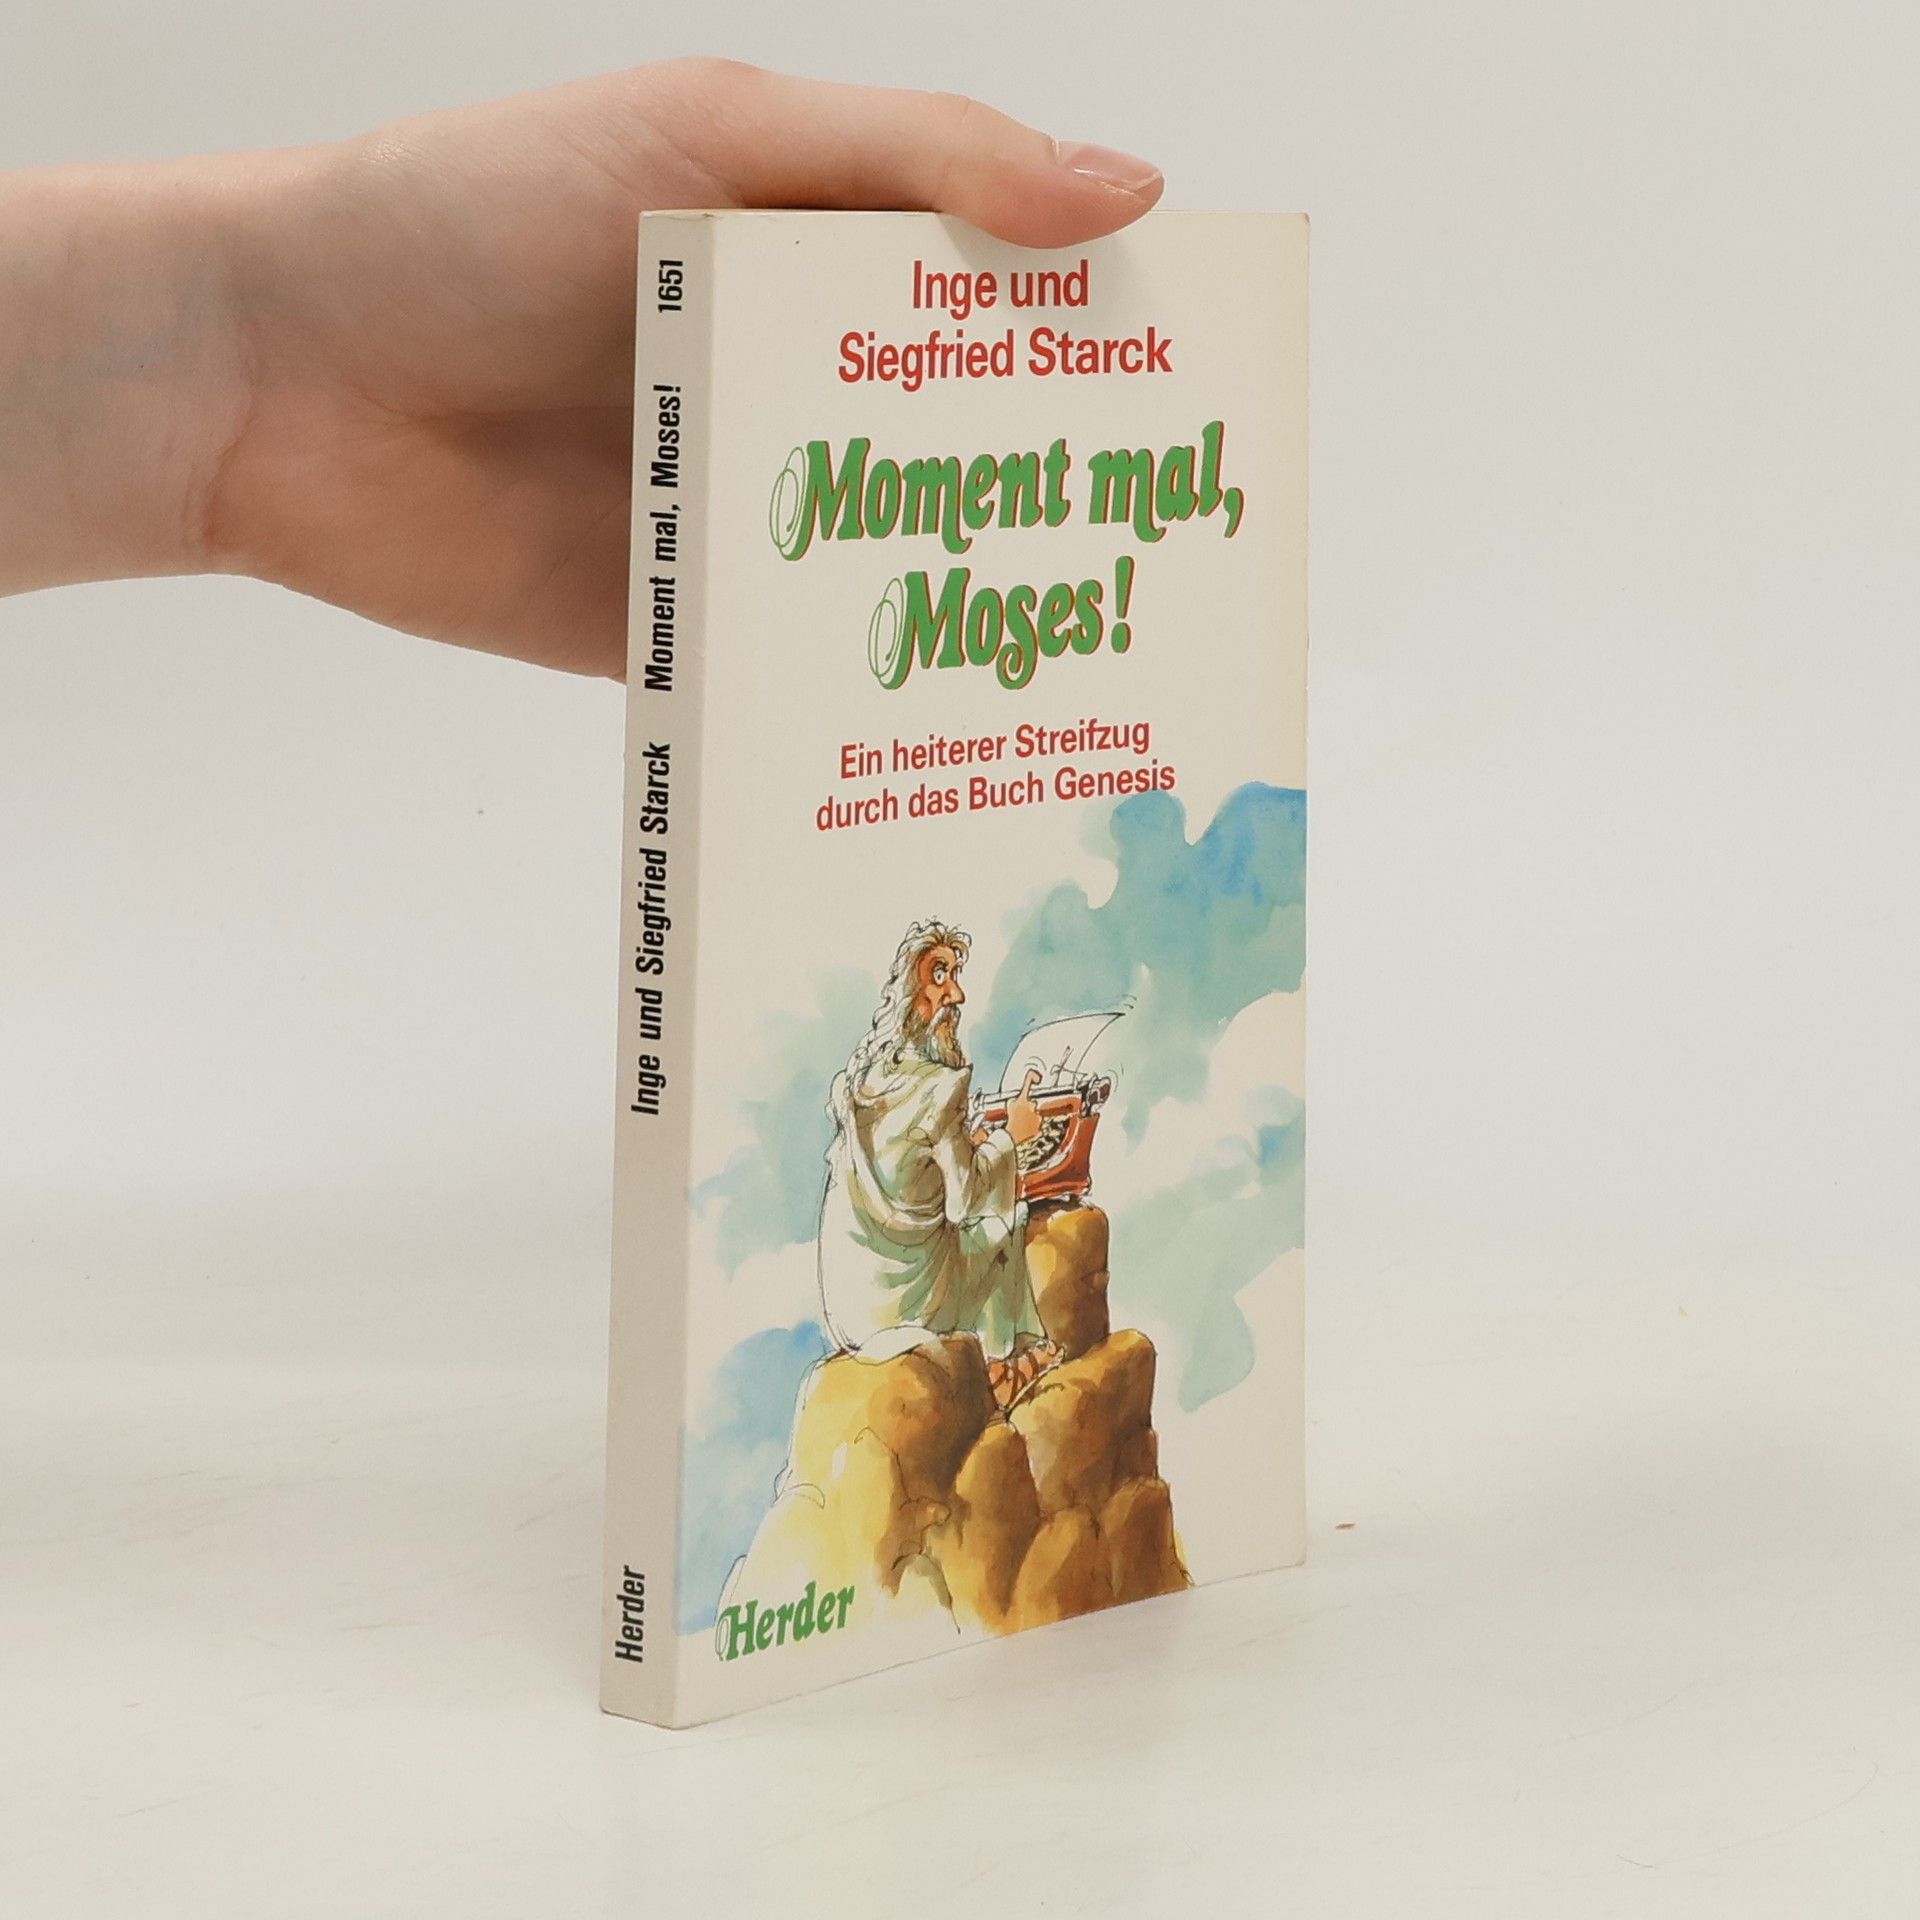 Inge und
Siegfried Starck
Moment mal,
Moses!
Ein heiterer Streifzug
durch das Buch Genesis
Herder
Herder Inge und Siegfried Starck Moment mal, Moses! 1651